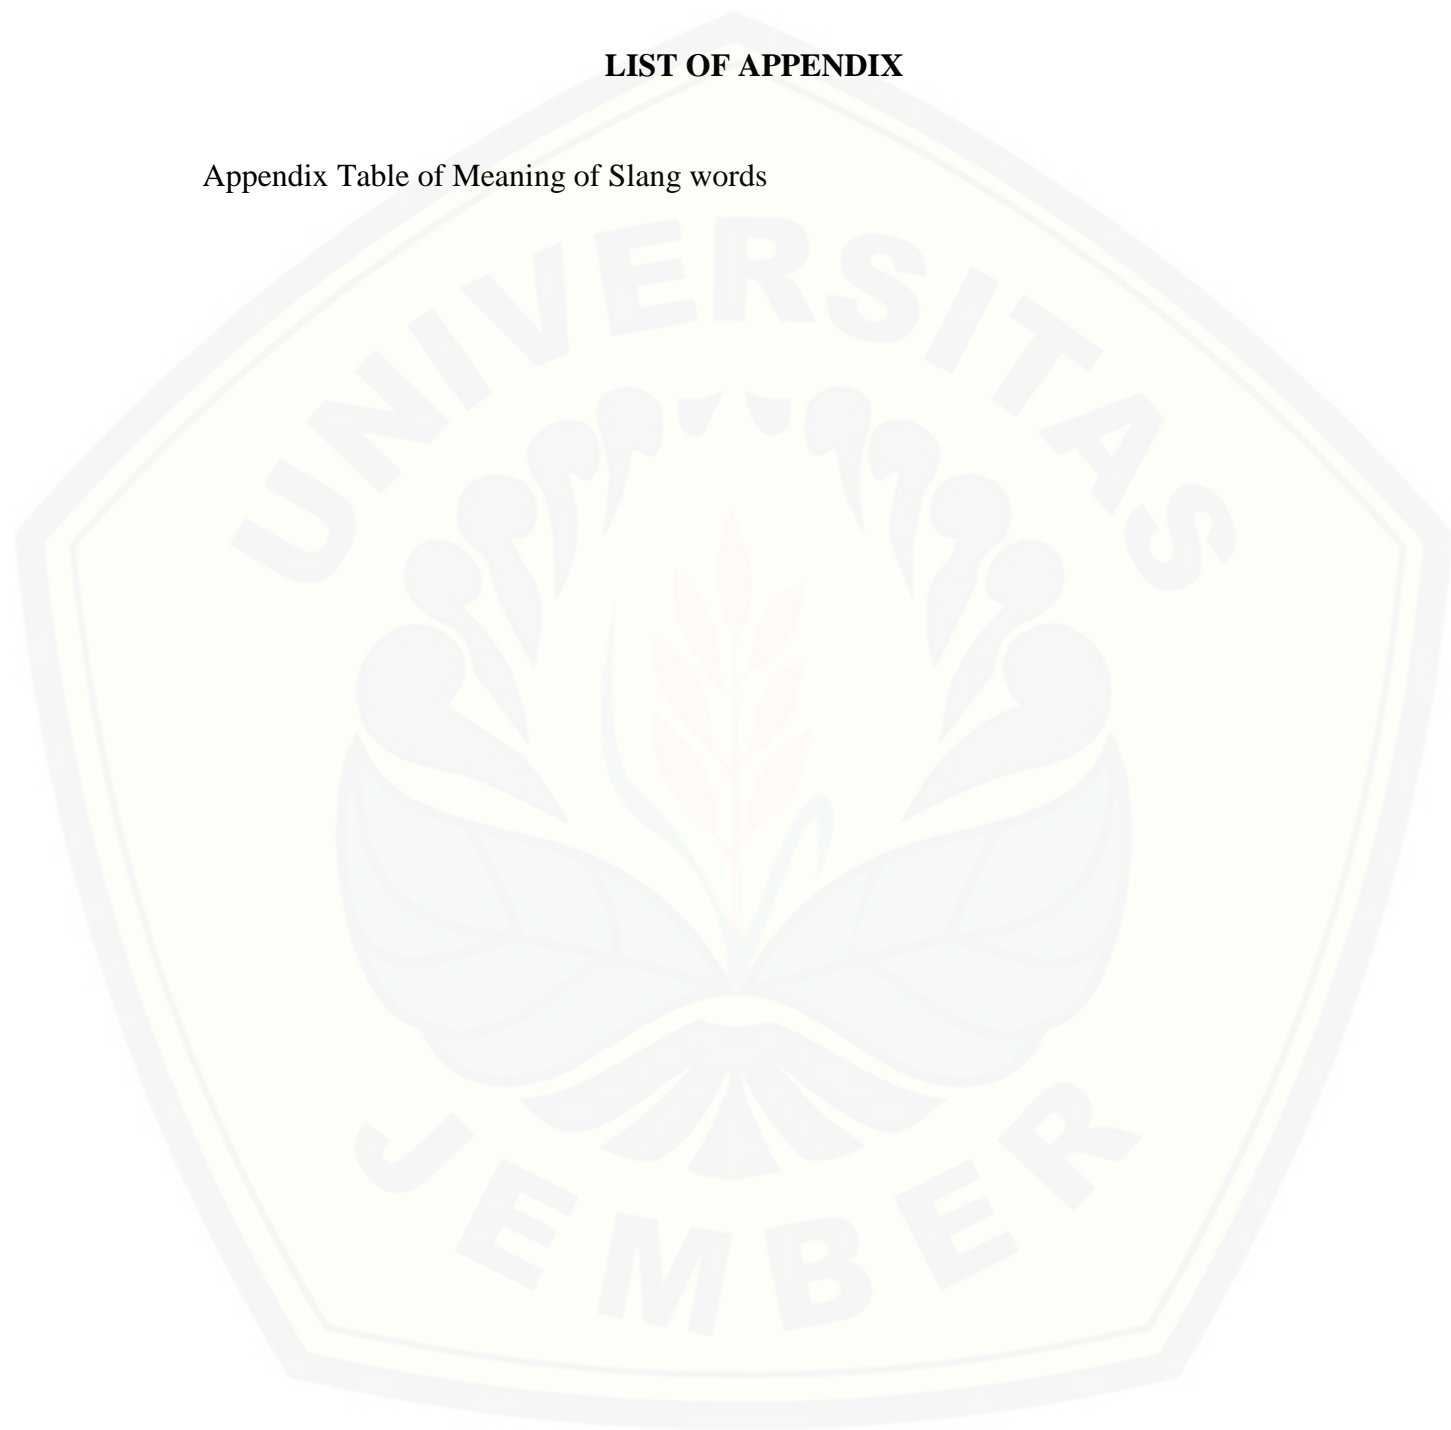 LIST OF APPENDIX
Appendix Table of Meaning of Slang words
UNIVERSITAS
JEMBER